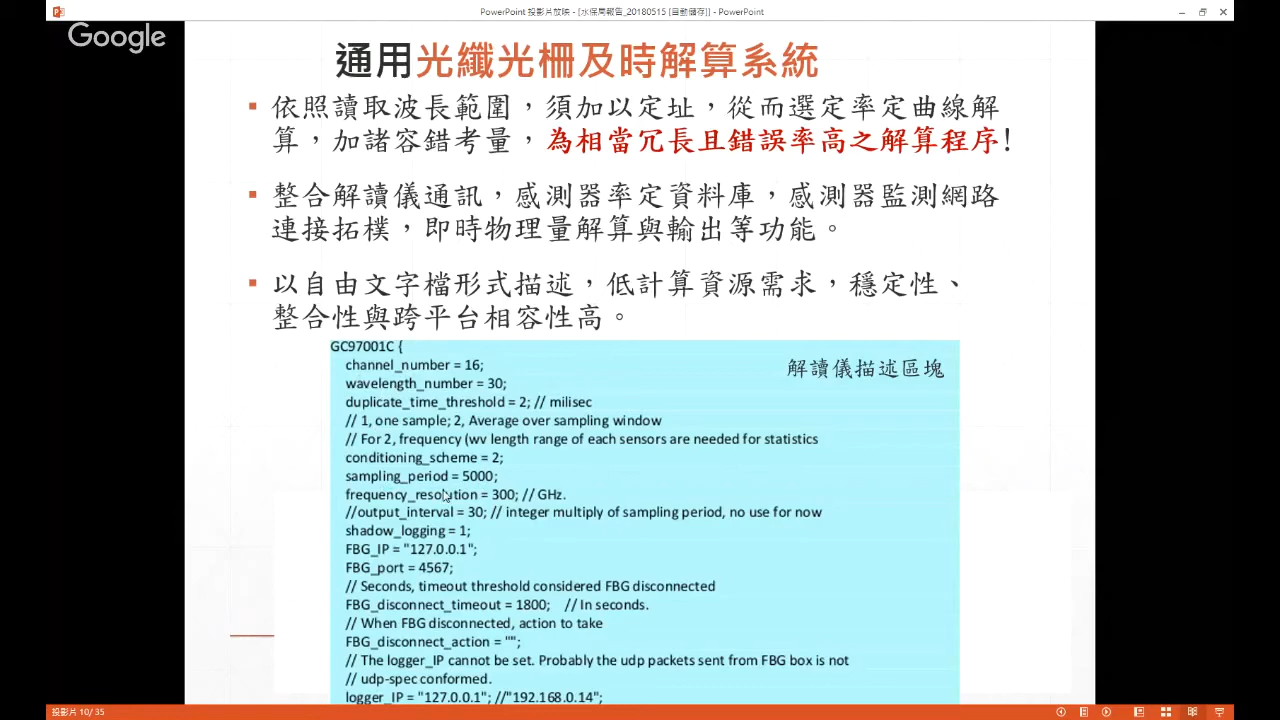 PowerPoint 投影片放映 - [水保局報告_20180515 [自動儲存]] - PowerPoint
Google
通用光纖光柵及時解算系統
依照讀取波長範圍，須加以定址，從而選定率定曲線解
算，加諸容錯考量，為相當冗長且錯誤率高之解算程序!
整合解讀儀通訊，感測器率定資料庫，感測器監測網路
連接拓樸，即時物理量解算與輸出等功能。
以自由文字檔形式描述，低計算資源需求，穩定性、
整合性與跨平台相容性高。
GC97001C {
解讀儀描述區塊
channel_number = 16;
wavelength_number = 30;
duplicate_time_threshold = 2; // milisec
// 1, one sample; 2, Average over sampling window
// For 2, frequency (wv length range of each sensors are needed for statistics
conditioning_scheme = 2;
sampling_period = 5000;
frequency_resolution = 300; // GHz.
//output_interval = 30; // integer multiply of sampling period, no use for now
shadow_logging = 1;
FBG_IP = "127.0.0.1";
FBG_port = 4567;
// Seconds, timeout threshold considered FBG disconnected
FBG_disconnect_timeout = 1800; // In seconds.
// When FBG disconnected, action to take
FBG_disconnect_action = "";
// The logger_IP cannot be set. Probably the udp packets sent from FBG box is not
// udp-spec conformed.
logger_IP = "127.0.0.1"; //"192.168.0.14";
投影片 10/ 35